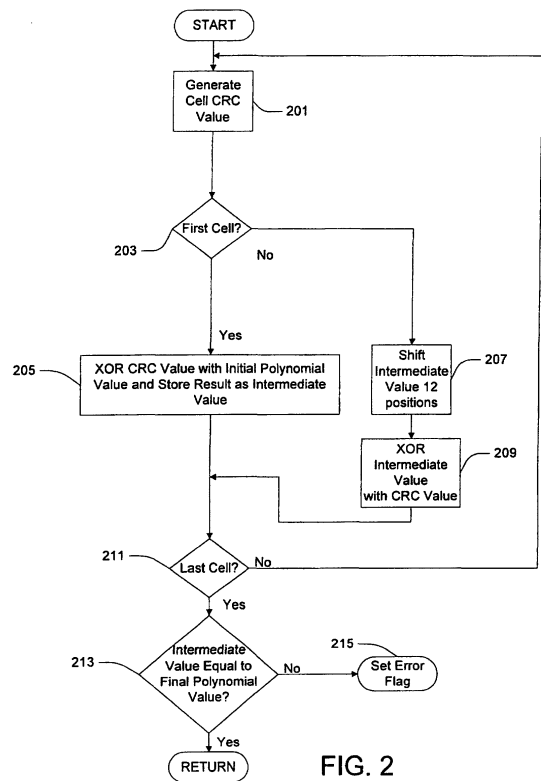 START
Generate
Cell CRC
Value
201
First Cell?
203
No
Yes
205
XOR CRC Value with Initial Polynomial
Value and Store Result as Intermediate
Value
Shift
Intermediate
Value 12
positions
207
XOR
Intermediate
Value
with CRC Value
209
211
Last Cell?
No
Yes
213
Intermediate
Value Equal to
Final Polynomial
Value?
No
215
Set Error
Flag
Yes
RETURN
FIG. 2